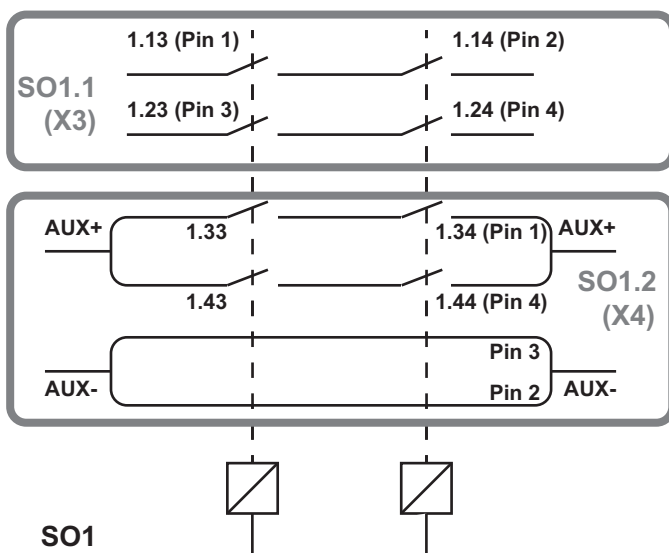 1.13 (Pin 1) 1.14 (Pin 2)
SO1.1
(X3)
1.23 (Pin 3) 1.24 (Pin 4)
AUX+ 1.33 1.34 (Pin 1) AUX+
1.43 1.44 (Pin 4)
SO1.2
(X4)
Pin 3
AUX- Pin 2 AUX-
SO1